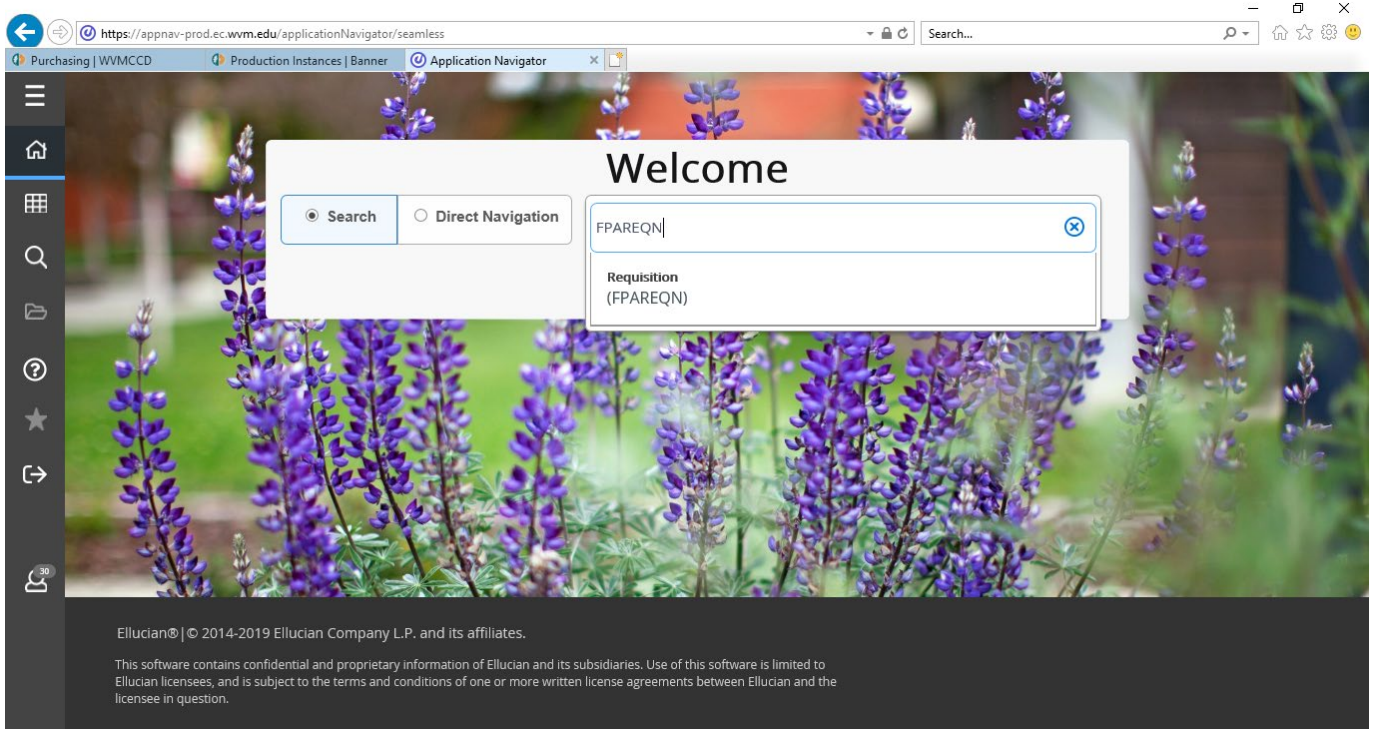 https://appnav-prod.ec.wvm.edu/applicationNavigator/seamless
Search...
Purchasing | WVMCCD
Production Instances | Banner
Application Navigator
Welcome
Search
Direct Navigation
FPAREQN
Requisition
(FPAREQN)
30
Ellucian®|© 2014-2019 Ellucian Company L.P. and its affiliates.
This software contains confidential and proprietary information of Ellucian and its subsidiaries. Use of this software is limited to
Ellucian licensees, and is subject to the terms and conditions of one or more written license agreements between Ellucian and the
licensee in question.